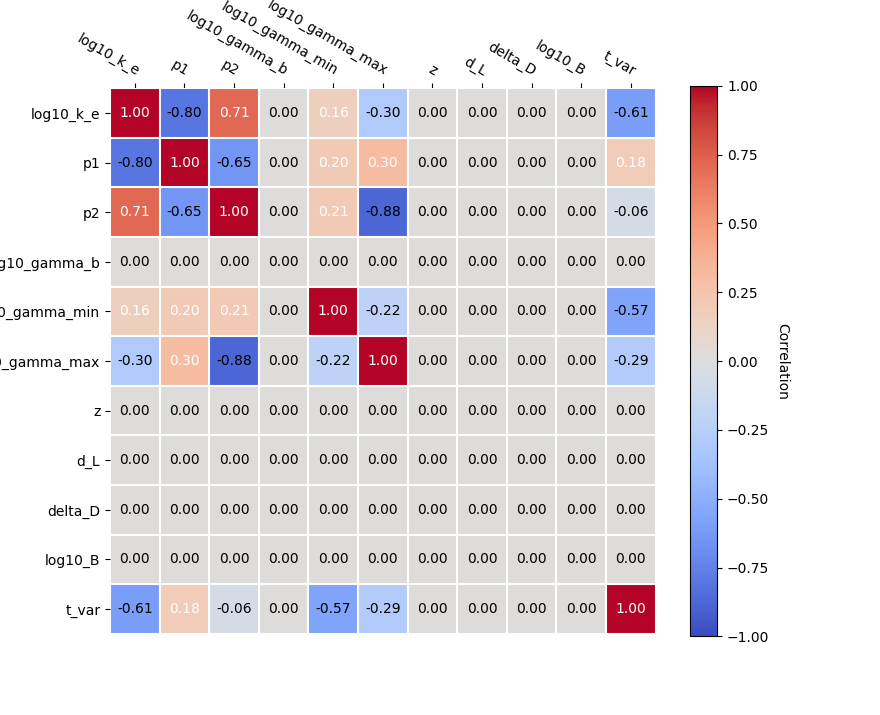 log10_k_e p1 p2 log10_gamma_b log10_gamma_min log10_gamma_max z d_L delta_D log10_B t_var
log10_k_e 1.00 -0.80 0.71 0.00 0.16 -0.30 0.00 0.00 0.00 0.00 -0.61
p1 -0.80 1.00 -0.65 0.00 0.20 0.30 0.00 0.00 0.00 0.00 0.18
p2 0.71 -0.65 1.00 0.00 0.21 -0.88 0.00 0.00 0.00 0.00 -0.06
g10_gamma_b 0.00 0.00 0.00 0.00 0.00 0.00 0.00 0.00 0.00 0.00 0.00
0_gamma_min 0.16 0.20 0.21 0.00 1.00 -0.22 0.00 0.00 0.00 0.00 -0.57
_gamma_max -0.30 0.30 -0.88 0.00 -0.22 1.00 0.00 0.00 0.00 0.00 -0.29
z 0.00 0.00 0.00 0.00 0.00 0.00 0.00 0.00 0.00 0.00 0.00
d_L 0.00 0.00 0.00 0.00 0.00 0.00 0.00 0.00 0.00 0.00 0.00
delta_D 0.00 0.00 0.00 0.00 0.00 0.00 0.00 0.00 0.00 0.00 0.00
log10_B 0.00 0.00 0.00 0.00 0.00 0.00 0.00 0.00 0.00 0.00 0.00
t_var -0.61 0.18 -0.06 0.00 -0.57 -0.29 0.00 0.00 0.00 0.00 1.00
1.00
0.75
0.50
0.25
0.00
−0.25
−0.50
−0.75
−1.00
Correlation